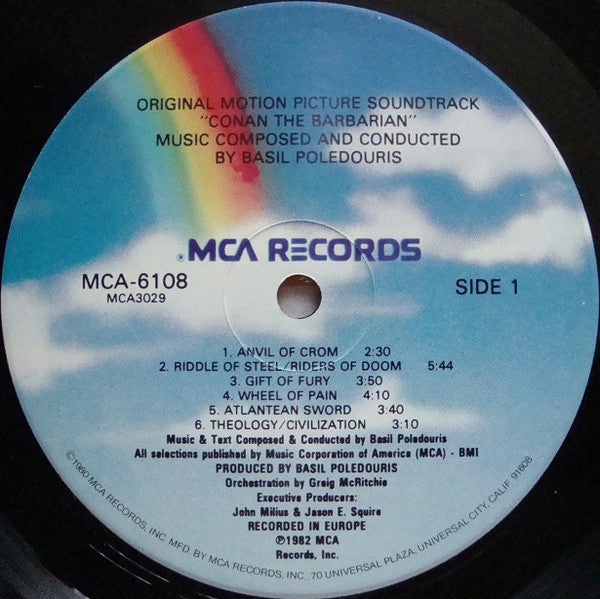 ORIGINAL MOTION PICTURE SOUNDTRACK
"CONAN THE BARBARIAN"
MUSIC COMPOSED AND CONDUCTED
BY BASIL POLEDOURIS
MCA RECORDS
MCA-6108
MCA3029
SIDE 1
1. ANVIL OF CROM 2:30
2. RIDDLE OF STEEL/RIDERS OF DOOM 5:44
3. GIFT OF FURY 3:50
4. WHEEL OF PAIN 4:10
5. ATLANTEAN SWORD 3:40
6. THEOLOGY/CIVILIZATION 3:10
Music & Text Composed & Conducted by Basil Poledouris
All selections published by Music Corporation of America (MCA) - BMI
PRODUCED BY BASIL POLEDOURIS
Orchestration by Greig McRitchie
Executive Producers:
John Milius & Jason E. Squire
RECORDED IN EUROPE
℗1982 MCA
Records, Inc.
©1980 MCA RECORDS, INC. MFD. BY MCA RECORDS, INC., 70 UNIVERSAL PLAZA, UNIVERSAL CITY, CALIF. 91608